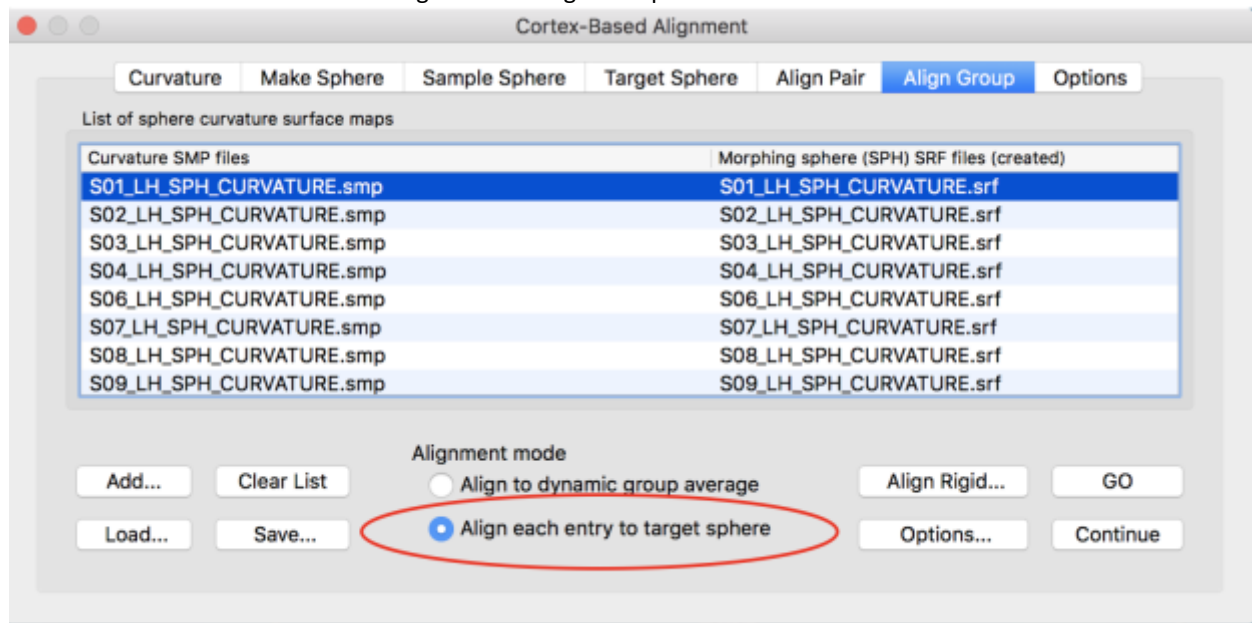 Cortex-Based Alignment
Curvature Make Sphere Sample Sphere Target Sphere Align Pair Align Group Options
List of sphere curvature surface maps
Curvature SMP files Morphing sphere (SPH) SRF files (created)
S01_LH_SPH_CURVATURE.smp S01_LH_SPH_CURVATURE.srf
S02_LH_SPH_CURVATURE.smp S02_LH_SPH_CURVATURE.srf
S03_LH_SPH_CURVATURE.smp S03_LH_SPH_CURVATURE.srf
S04_LH_SPH_CURVATURE.smp S04_LH_SPH_CURVATURE.srf
S06_LH_SPH_CURVATURE.smp S06_LH_SPH_CURVATURE.srf
S07_LH_SPH_CURVATURE.smp S07_LH_SPH_CURVATURE.srf
S08_LH_SPH_CURVATURE.smp S08_LH_SPH_CURVATURE.srf
S09_LH_SPH_CURVATURE.smp S09_LH_SPH_CURVATURE.srf
Alignment mode
Add... Clear List Align to dynamic group average Align Rigid... GO
Load... Save... Align each entry to target sphere Options... Continue